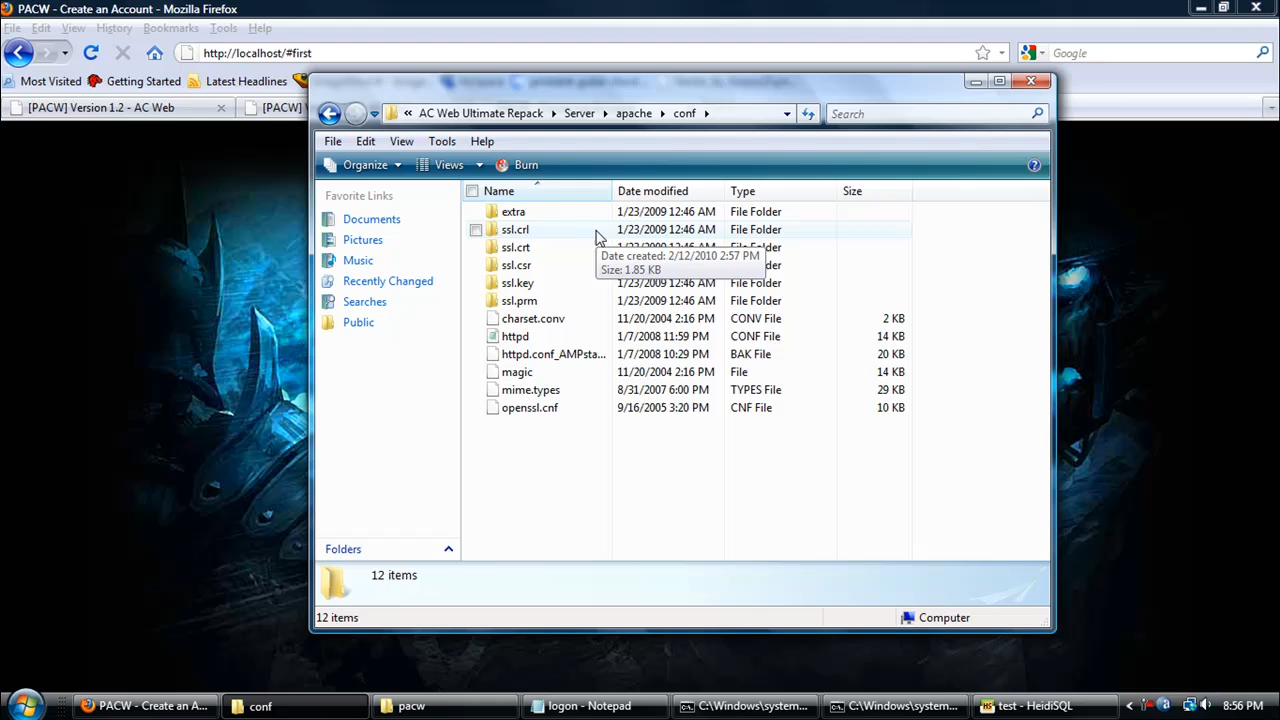 PACW - Create an Account - Mozilla Firefox
File Edit View History Bookmarks Tools Help
http://localhost/#first
Google
Most Visited Getting Started Latest Headlines
[PACW] Version 1.2 - AC Web
[PACW]
« AC Web Ultimate Repack Server apache conf
Search
File Edit View Tools Help
Organize Views Burn
Favorite Links
Documents
Pictures
Music
Recently Changed
Searches
Public
Folders
Name Date modified Type Size
extra 1/23/2009 12:46 AM File Folder
ssl.crl 1/23/2009 12:46 AM File Folder
ssl.crt 1/23/2009 12:46 AM File Folder
Date created: 2/12/2010 2:57 PM
Size: 1.85 KB
ssl.csr
ssl.key 1/23/2009 12:46 AM File Folder
ssl.prm 1/23/2009 12:46 AM File Folder
charset.conv 11/20/2004 2:16 PM CONV File 2 KB
httpd 1/7/2008 11:59 PM CONF File 14 KB
httpd.conf_AMPsta... 1/7/2008 10:29 PM BAK File 20 KB
magic 11/20/2004 2:16 PM File 14 KB
mime.types 8/31/2007 6:00 PM TYPES File 29 KB
openssl.cnf 9/16/2005 3:20 PM CNF File 10 KB
12 items
12 items
Computer
PACW - Create an A...
conf
pacw
logon - Notepad
C:\Windows\system...
C:\Windows\system...
test - HeidiSQL
8:56 PM